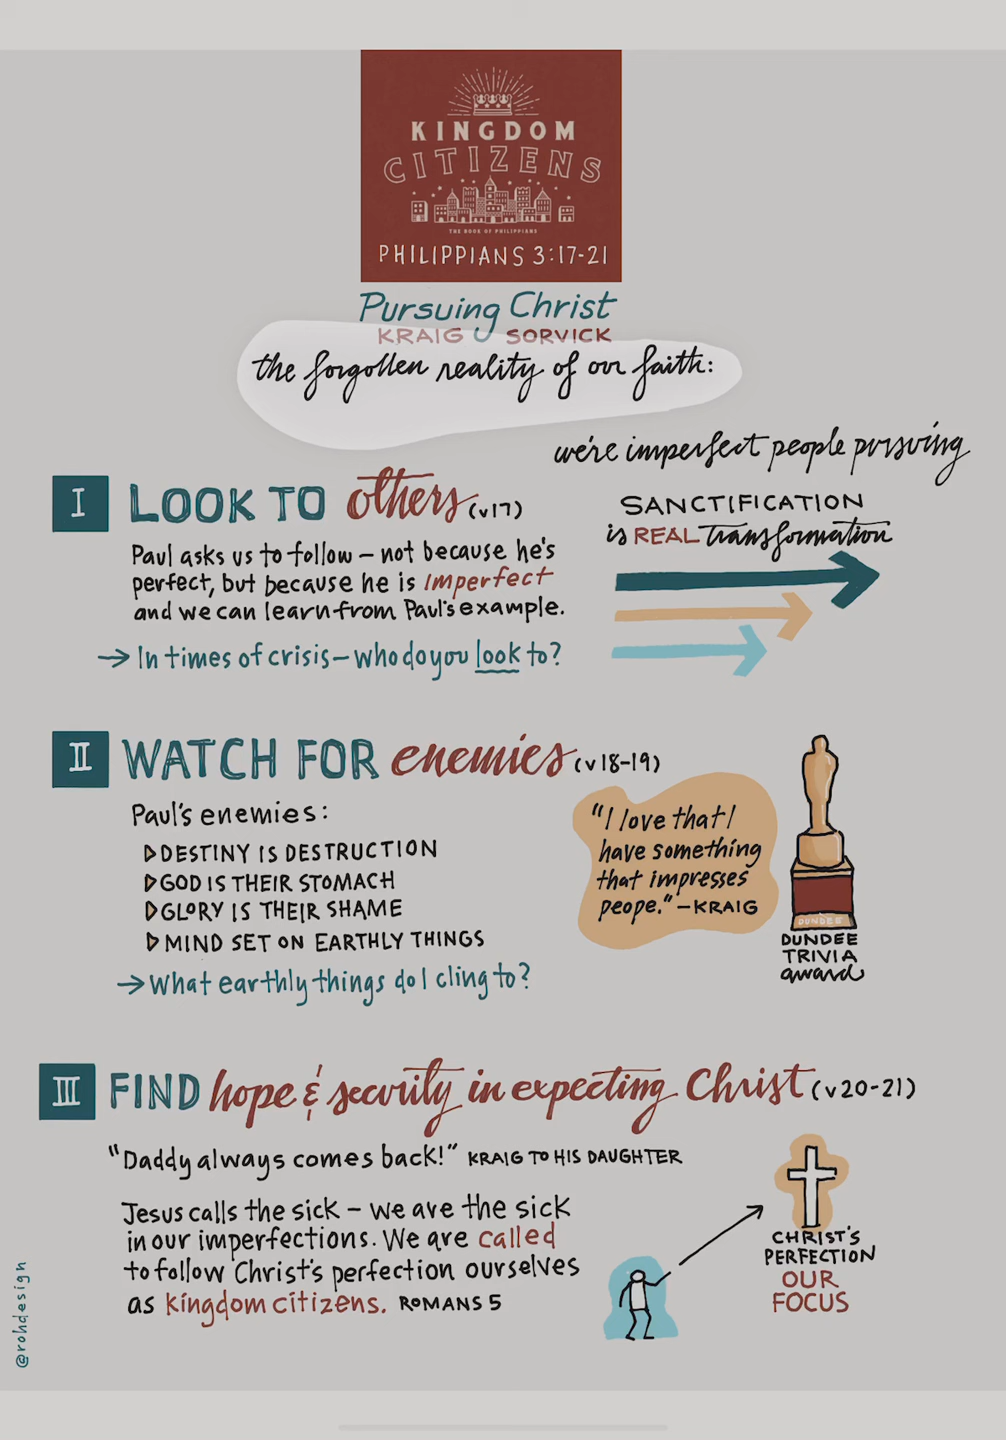 KINGDOM
CITIZENS
THE BOOK OF PHILIPPIANS
PHILIPPIANS 3:17-21
Pursuing Christ
KRAIG SORVICK
the forgotten reality of our faith:
we're imperfect people pursuing
I LOOK TO others (v17)
SANCTIFICATION
is REAL transformation
Paul asks us to follow – not because he's
perfect, but because he is Imperfect
and we can learn from Paul's example.
→ In times of crisis – who do you look to?
II WATCH FOR enemies (v18-19)
Paul's enemies:
▷ DESTINY IS DESTRUCTION
▷ GOD IS THEIR STOMACH
▷ GLORY IS THEIR SHAME
▷ MIND SET ON EARTHLY THINGS
→ What earthly things do I cling to?
"I love that I
have something
that impresses
peope." – KRAIG
DUNDEE
DUNDEE
TRIVIA
award
III FIND hope & security in expecting Christ (v20-21)
"Daddy always comes back!" KRAIG TO HIS DAUGHTER
Jesus calls the sick – we are the sick
in our imperfections. We are called
to follow Christ's perfection ourselves
as kingdom citizens. ROMANS 5
CHRIST'S
PERFECTION
OUR
FOCUS
@rohdesign